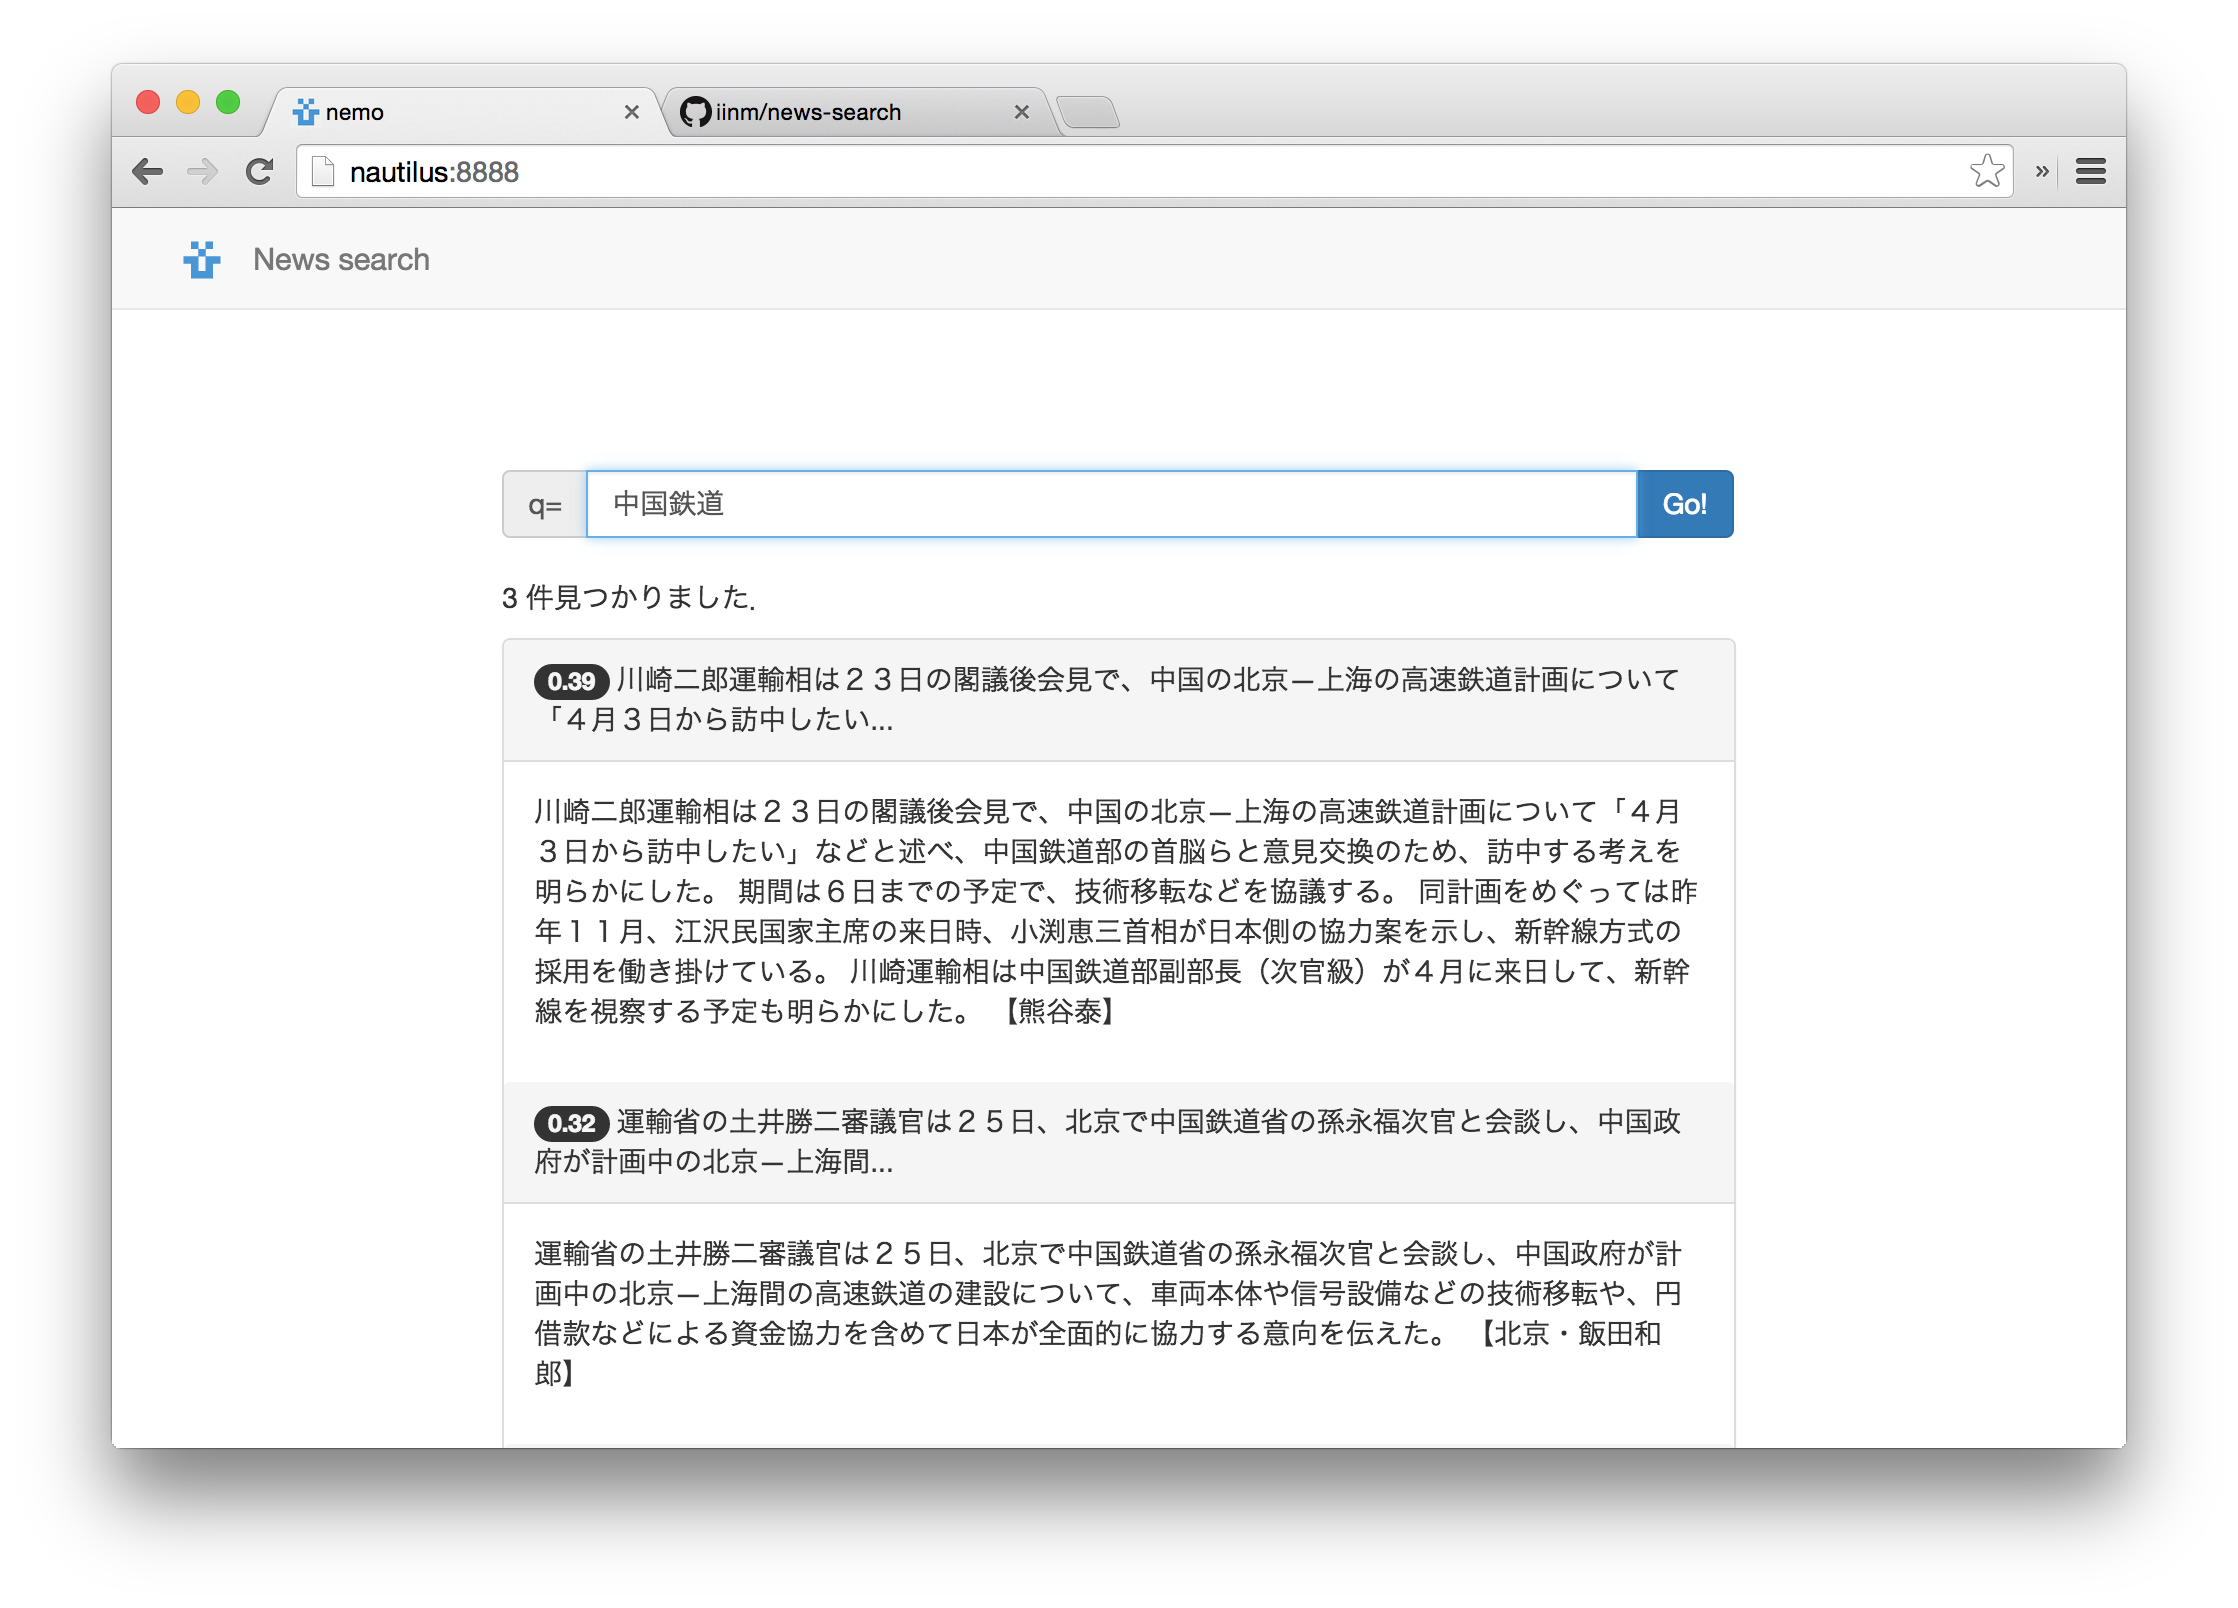 nemo
iinm/news-search
nautilus:8888
»
News search
q=
中国鉄道
Go!
3 件見つかりました.
0.39 川崎二郎運輸相は２３日の閣議後会見で、中国の北京―上海の高速鉄道計画について
「４月３日から訪中したい...
川崎二郎運輸相は２３日の閣議後会見で、中国の北京―上海の高速鉄道計画について「４月
３日から訪中したい」などと述べ、中国鉄道部の首脳らと意見交換のため、訪中する考えを
明らかにした。 期間は６日までの予定で、技術移転などを協議する。 同計画をめぐっては昨
年１１月、江沢民国家主席の来日時、小渕恵三首相が日本側の協力案を示し、新幹線方式の
採用を働き掛けている。 川崎運輸相は中国鉄道部副部長（次官級）が４月に来日して、新幹
線を視察する予定も明らかにした。 【熊谷泰】
0.32 運輸省の土井勝二審議官は２５日、北京で中国鉄道省の孫永福次官と会談し、中国政
府が計画中の北京―上海間...
運輸省の土井勝二審議官は２５日、北京で中国鉄道省の孫永福次官と会談し、中国政府が計
画中の北京―上海間の高速鉄道の建設について、車両本体や信号設備などの技術移転や、円
借款などによる資金協力を含めて日本が全面的に協力する意向を伝えた。 【北京・飯田和
郎】